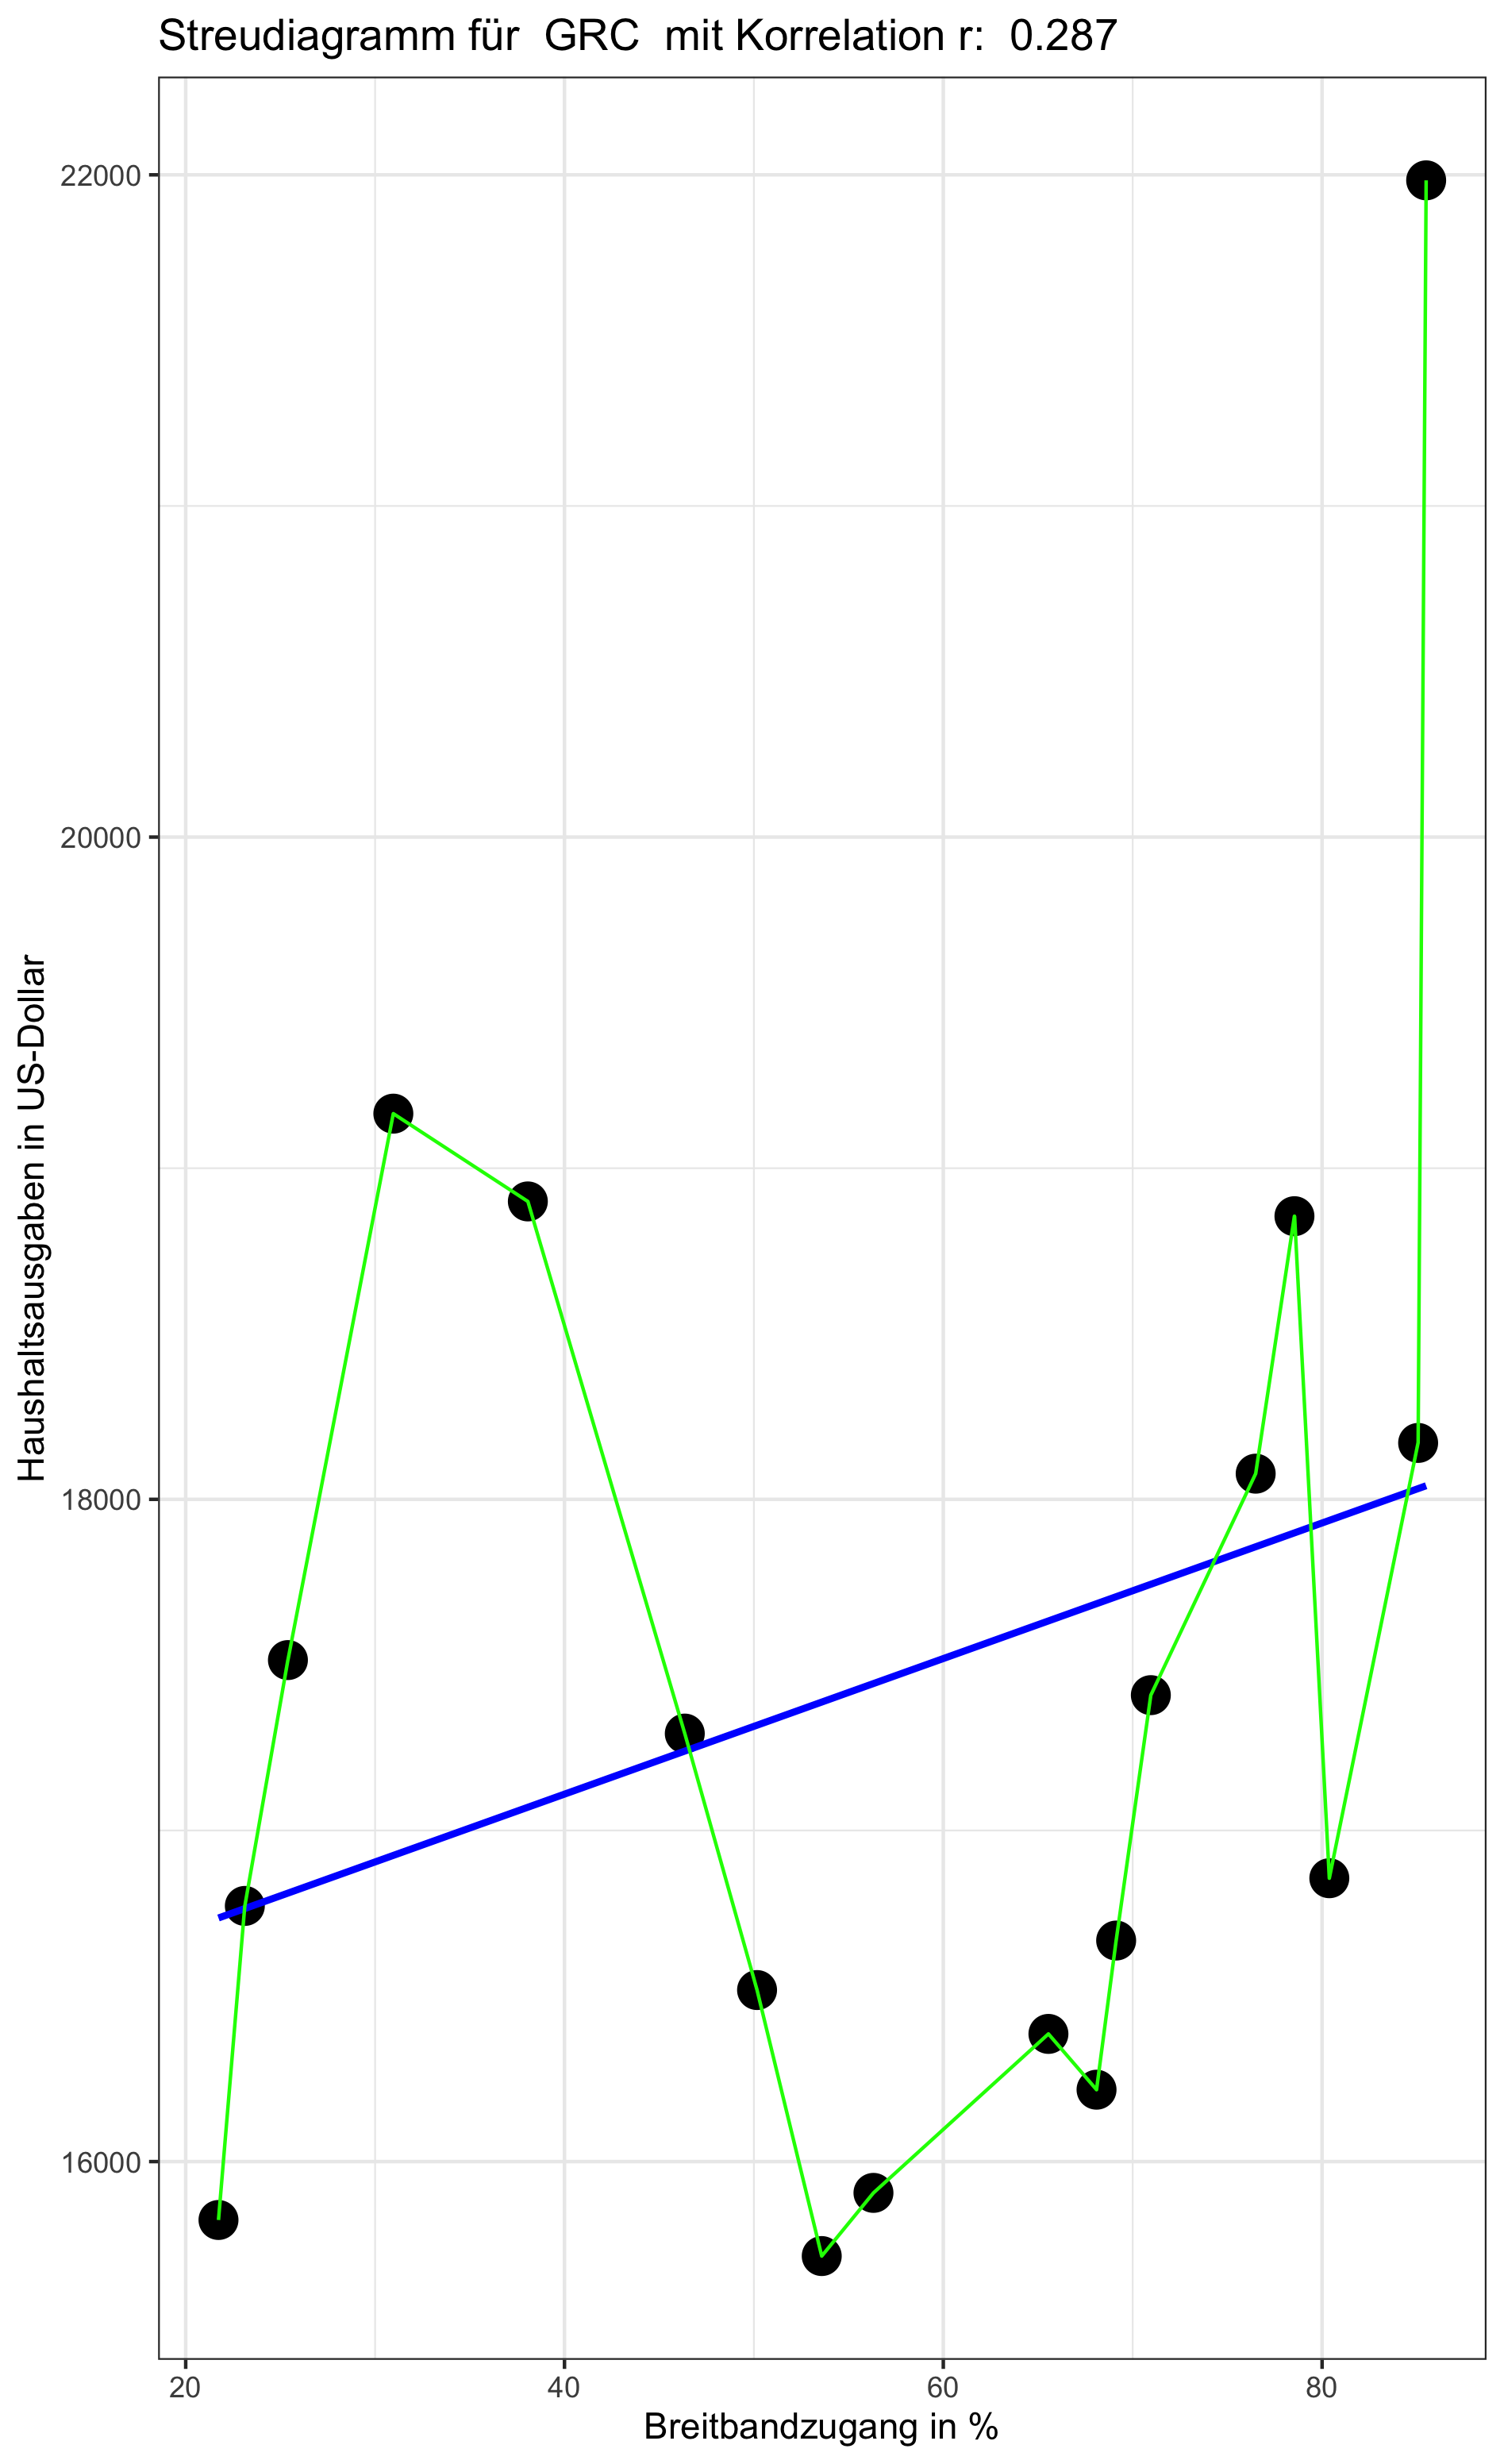 Streudiagramm für  GRC  mit Korrelation r:  0.287
22000
20000
18000
16000
Haushaltsausgaben in US-Dollar
20 40 60 80
Breitbandzugang in %